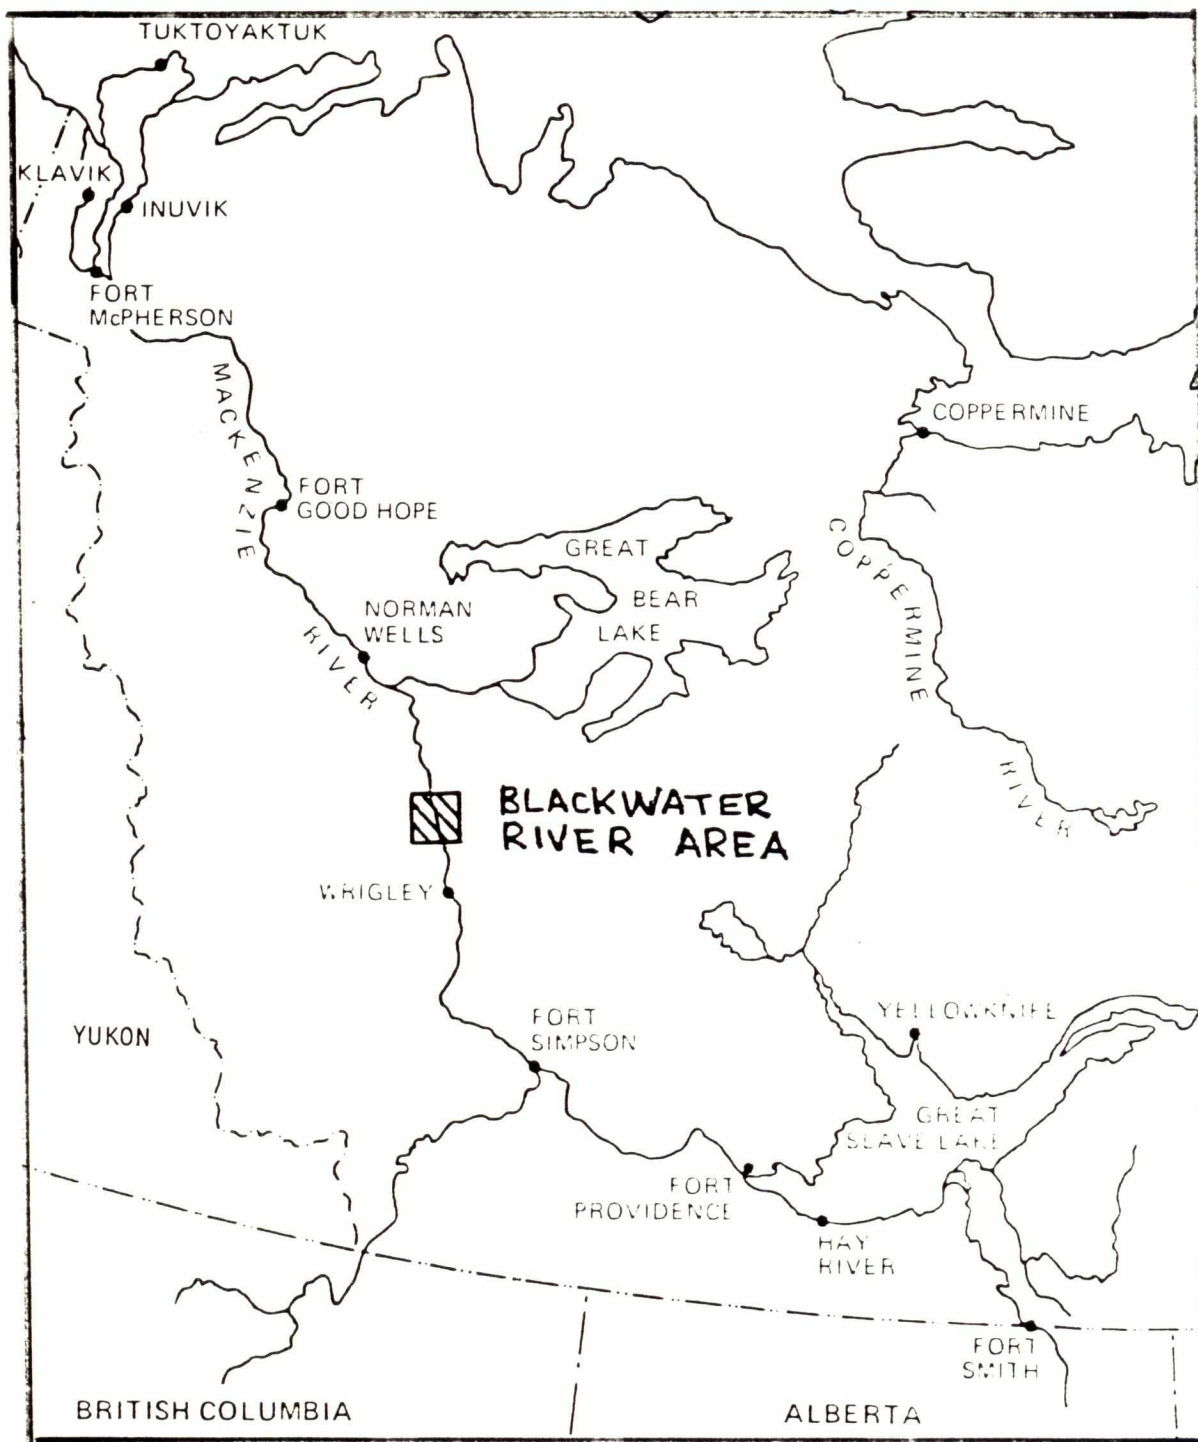 TUKTOYAKTUK
KLAVIK
INUVIK
FORT
McPHERSON
MACKENZIE
RIVER
COPPERMINE
FORT
GOOD HOPE
GREAT
BEAR
LAKE
COPPERMINE
RIVER
NORMAN
WELLS
BLACKWATER
RIVER AREA
WRIGLEY
YELLOWKNIFE
FORT
SIMPSON
YUKON
GREAT
SLAVE LAKE
FORT
PROVIDENCE
HAY
RIVER
FORT
SMITH
BRITISH COLUMBIA
ALBERTA